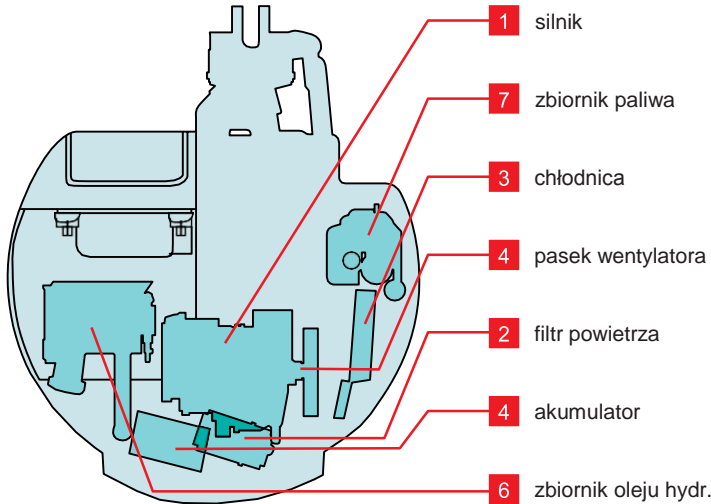 1 silnik
7 zbiornik paliwa
3 chłodnica
4 pasek wentylatora
2 filtr powietrza
4 akumulator
6 zbiornik oleju hydr.